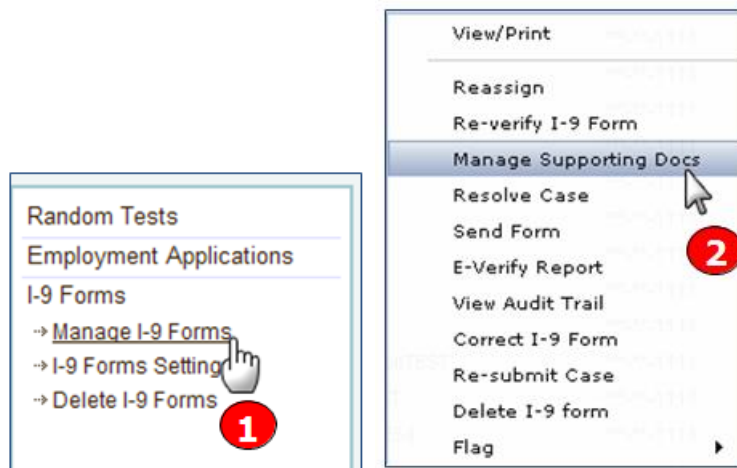 Random Tests
Employment Applications
I-9 Forms
Manage I-9 Forms
I-9 Forms Setting
Delete I-9 Forms
1
View/Print
Reassign
Re-verify I-9 Form
Manage Supporting Docs
Resolve Case
Send Form
E-Verify Report
View Audit Trail
Correct I-9 Form
Re-submit Case
Delete I-9 form
Flag
2